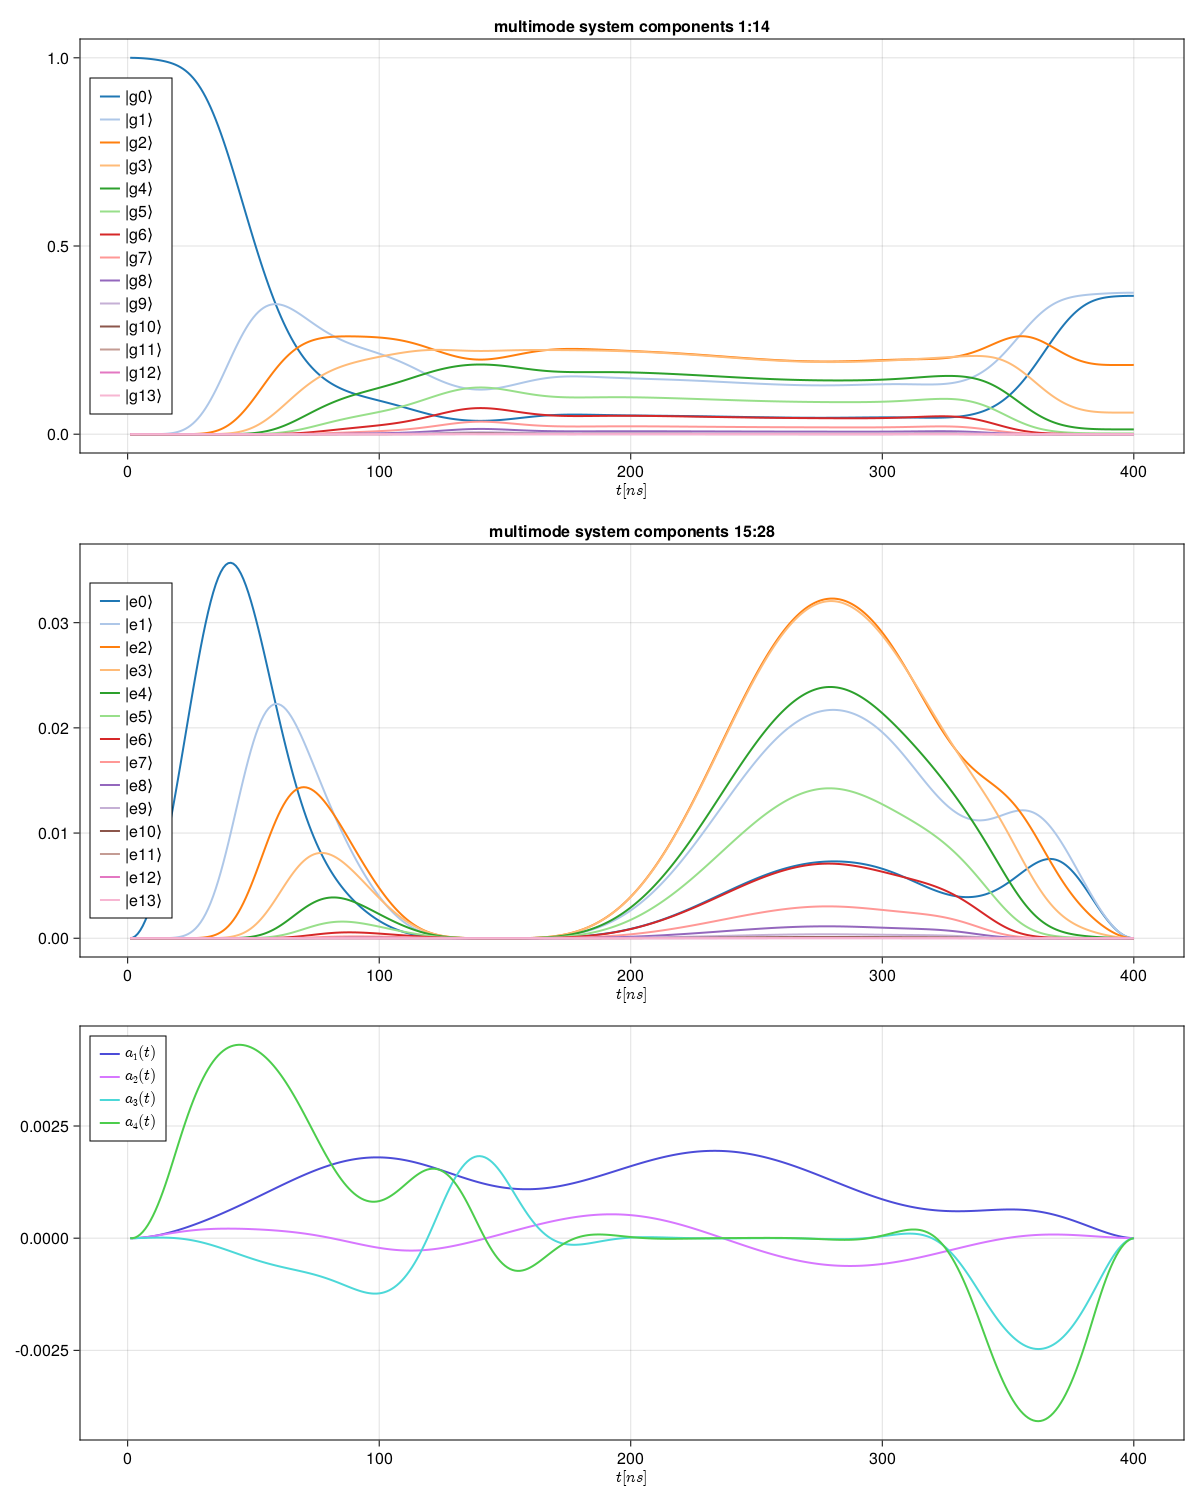 multimode system components 1:14
1.0
0.5
0.0
|g0⟩
|g1⟩
|g2⟩
|g3⟩
|g4⟩
|g5⟩
|g6⟩
|g7⟩
|g8⟩
|g9⟩
|g10⟩
|g11⟩
|g12⟩
|g13⟩
0 100 200 300 400
t[ns]
multimode system components 15:28
0.03
0.02
0.01
0.00
|e0⟩
|e1⟩
|e2⟩
|e3⟩
|e4⟩
|e5⟩
|e6⟩
|e7⟩
|e8⟩
|e9⟩
|e10⟩
|e11⟩
|e12⟩
|e13⟩
0 100 200 300 400
t[ns]
a₁(t)
a₂(t)
a₃(t)
a₄(t)
0.0025
0.0000
-0.0025
0 100 200 300 400
t[ns]